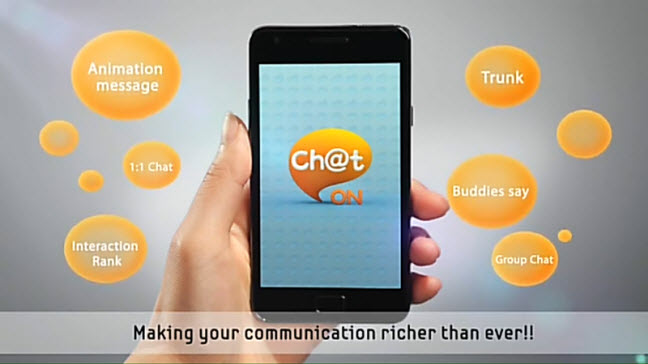 Animation
message
1:1 Chat
Interaction
Rank
Ch@t
ON
Trunk
Buddies say
Group Chat
Making your communication richer than ever!!